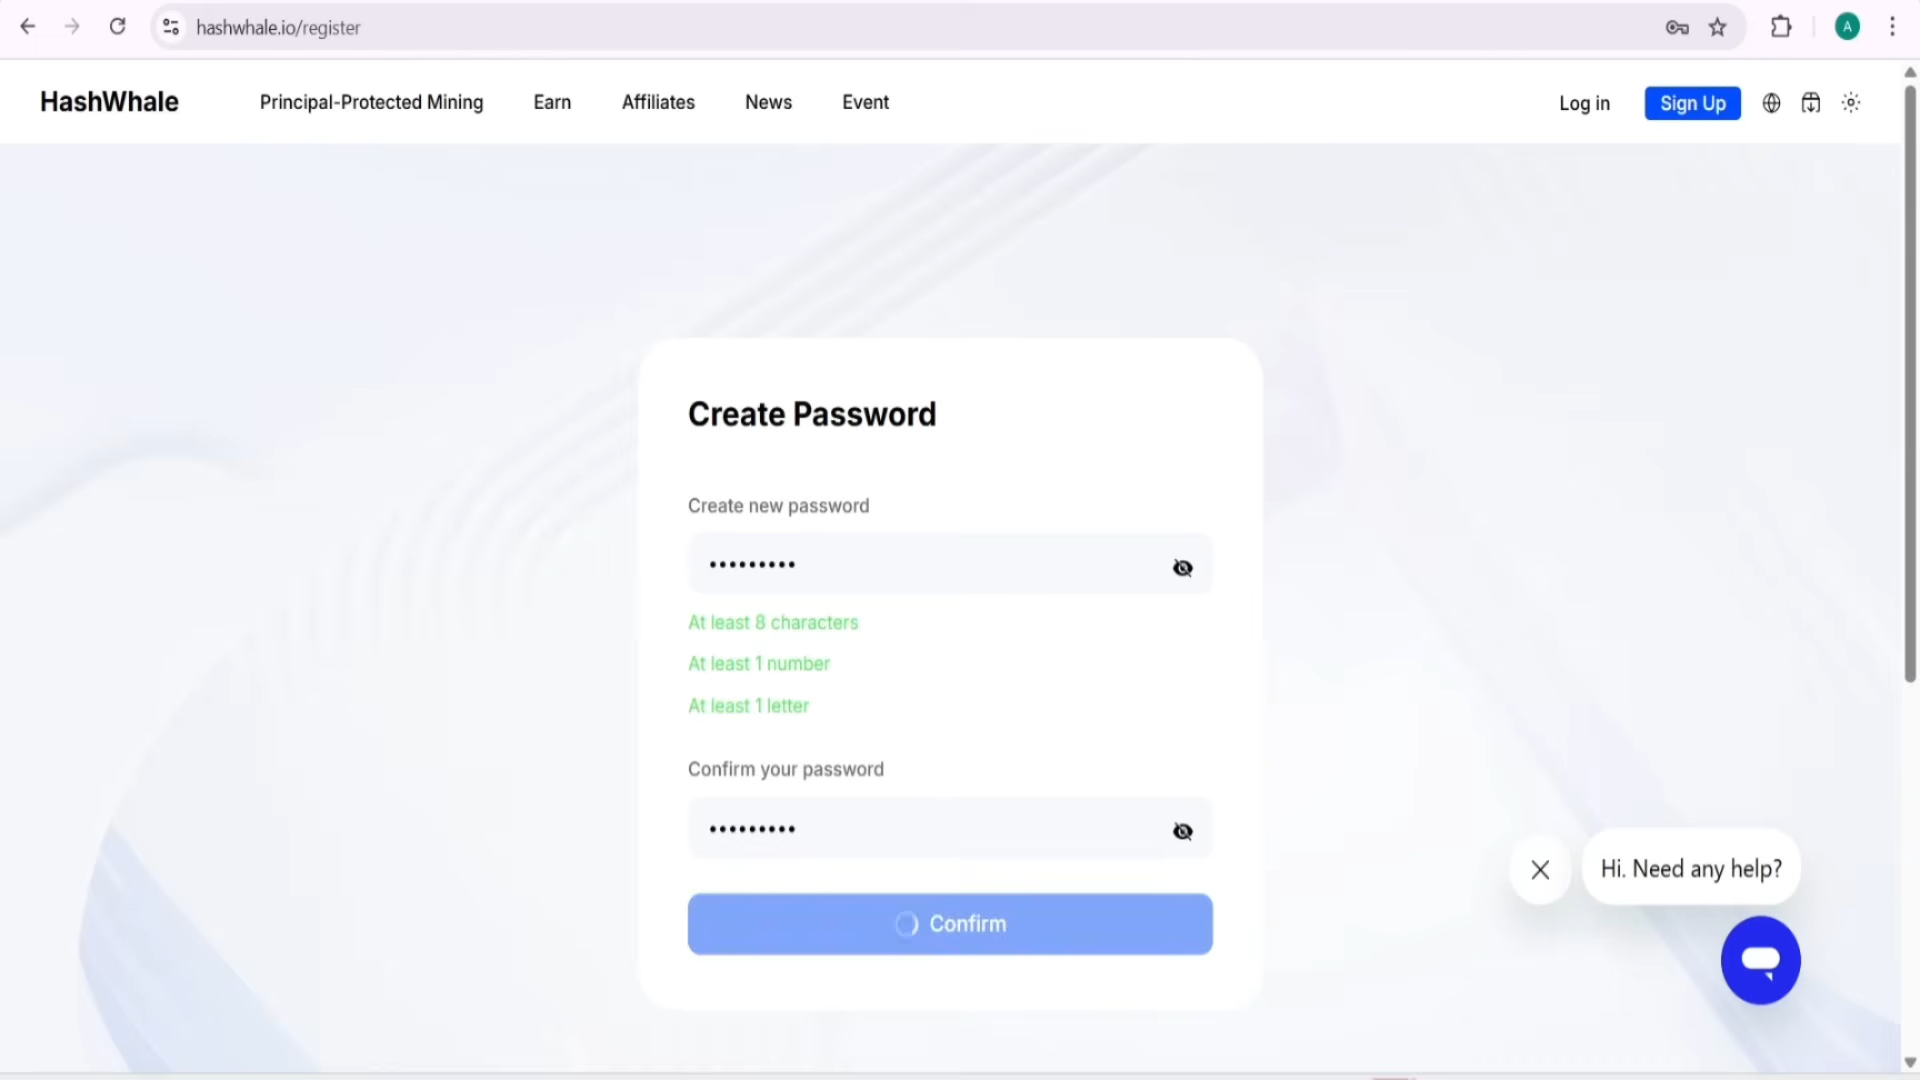 hashwhale.io/register
A
HashWhale
Principal-Protected Mining
Earn
Affiliates
News
Event
Log in
Sign Up
Create Password
Create new password
•••••••••
At least 8 characters
At least 1 number
At least 1 letter
Confirm your password
•••••••••
Confirm
Hi. Need any help?